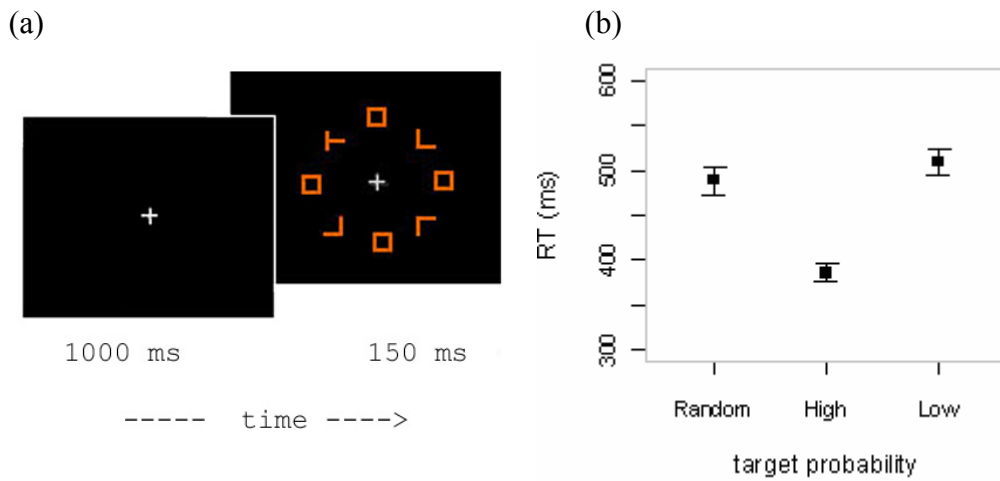 (a)
1000 ms
150 ms
----- time ---->
(b)
RT (ms)
600
500
400
300
Random
High
Low
target probability